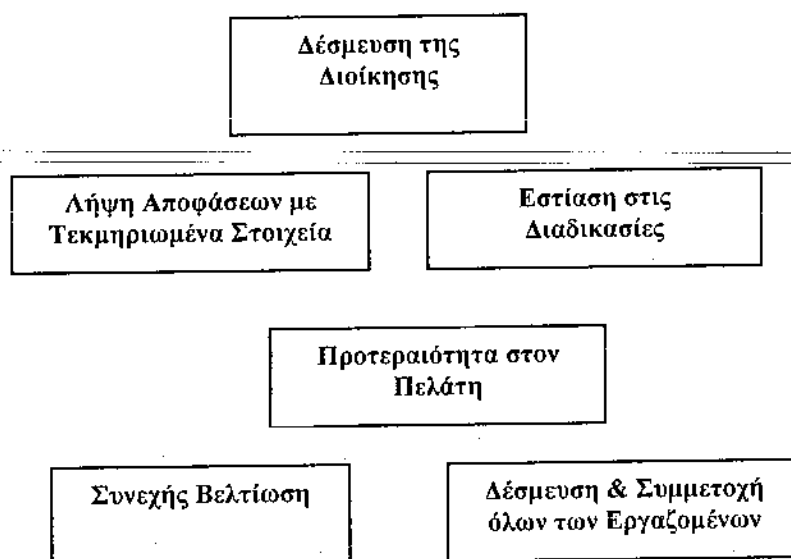 Δέσμευση της
Διοίκησης
Λήψη Αποφάσεων με
Τεκμηριωμένα Στοιχεία
Εστίαση στις
Διαδικασίες
Προτεραιότητα στον
Πελάτη
Συνεχής Βελτίωση
Δέσμευση & Συμμετοχή
όλων των Εργαζομένων